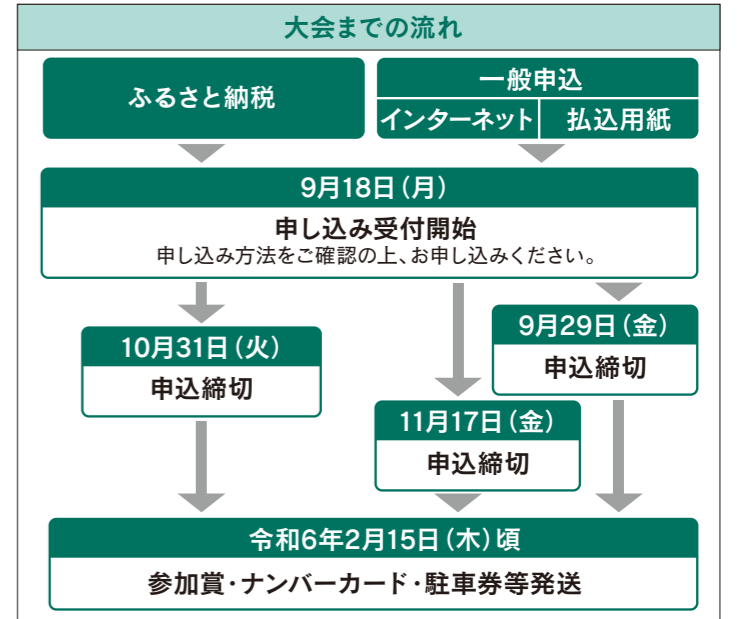 大会までの流れ
ふるさと納税
一般申込
インターネット
払込用紙
9月18日(月)
申し込み受付開始
申し込み方法をご確認の上、お申し込みください。
10月31日(火)
申込締切
9月29日(金)
申込締切
11月17日(金)
申込締切
令和6年2月15日(木)頃
参加賞・ナンバーカード・駐車券等発送